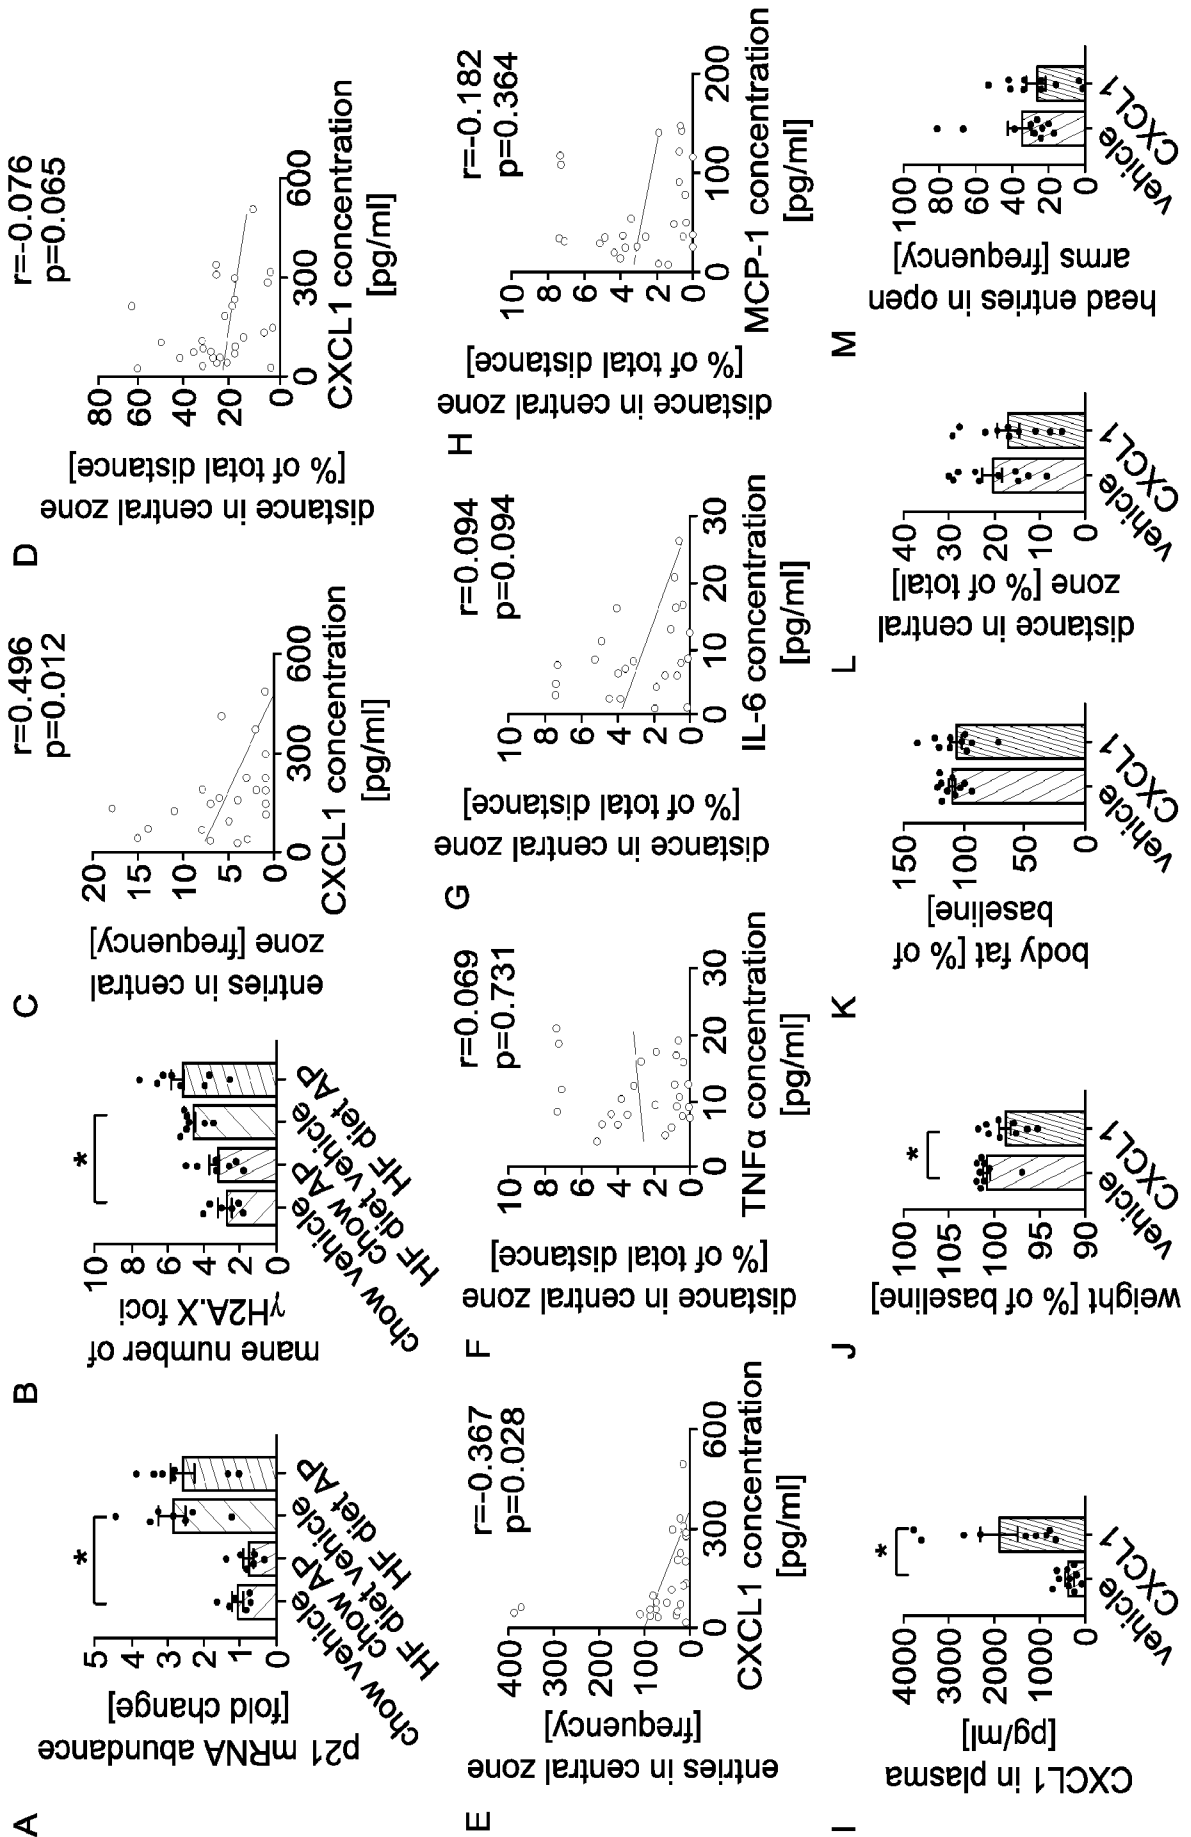 A
p21 mRNA abundance
[fold change]
5
4
3
2
1
0
*
chow vehicle
chow AP
HF diet vehicle
HF diet AP
B
mane number of
γH2A.X foci
10
8
6
4
2
0
*
chow vehicle
chow AP
HF diet vehicle
HF diet AP
C
entries in central
zone [frequency]
20
15
10
5
0
r=0.496
p=0.012
0 300 600
CXCL1 concentration
[pg/ml]
D
distance in central zone
[% of total distance]
80
60
40
20
0
r=-0.076
p=0.065
0 300 600
CXCL1 concentration
[pg/ml]
E
entries in central zone
[frequency]
400
300
200
100
0
r=-0.367
p=0.028
0 300 600
CXCL1 concentration
[pg/ml]
F
distance in central zone
[% of total distance]
10
8
6
4
2
0
r=0.069
p=0.731
0 10 20 30
TNFα concentration
[pg/ml]
G
distance in central zone
[% of total distance]
10
8
6
4
2
0
r=0.094
p=0.094
0 10 20 30
IL-6 concentration
[pg/ml]
H
distance in central zone
[% of total distance]
10
8
6
4
2
0
r=-0.182
p=0.364
0 100 200
MCP-1 concentration
[pg/ml]
I
CXCL1 in plasma
[pg/ml]
4000
3000
2000
1000
0
*
vehicle
CXCL1
J
weight [% of baseline]
100
105
100
95
90
*
vehicle
CXCL1
K
body fat [% of
baseline]
150
100
50
0
vehicle
CXCL1
L
distance in central
zone [% of total]
40
30
20
10
0
vehicle
CXCL1
M
head entries in open
arms [frequency]
100
80
60
40
20
0
vehicle
CXCL1